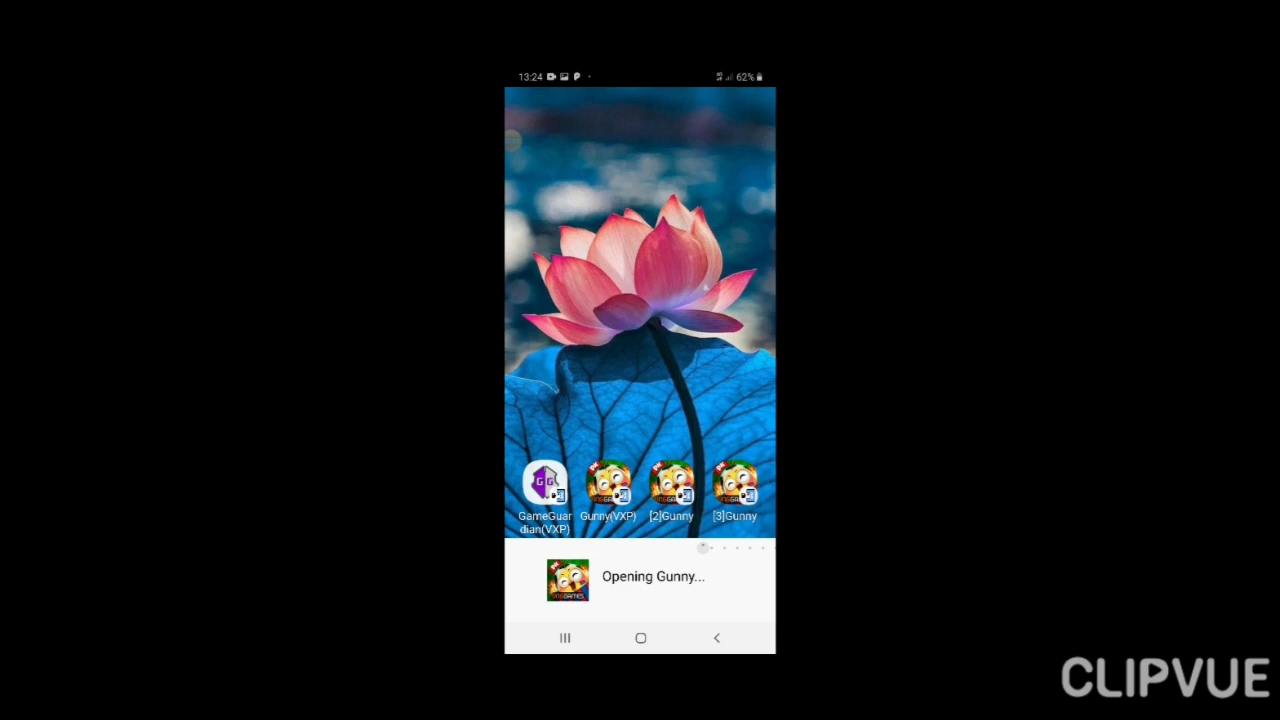 13:24 62%
GameGuar
dian(VXP)
Gunny(VXP)
[2]Gunny
[3]Gunny
Opening Gunny...
CLIPVUE